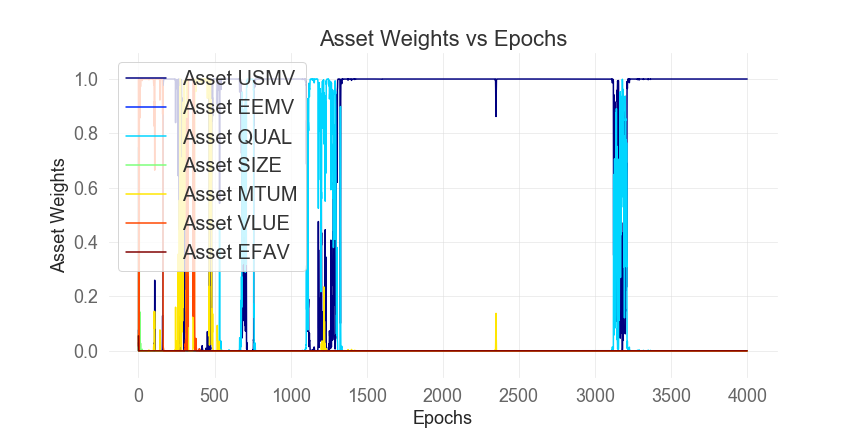 Asset Weights vs Epochs
Asset Weights
1.0
0.8
0.6
0.4
0.2
0.0
Asset USMV
Asset EEMV
Asset QUAL
Asset SIZE
Asset MTUM
Asset VLUE
Asset EFAV
0 500 1000 1500 2000 2500 3000 3500 4000
Epochs